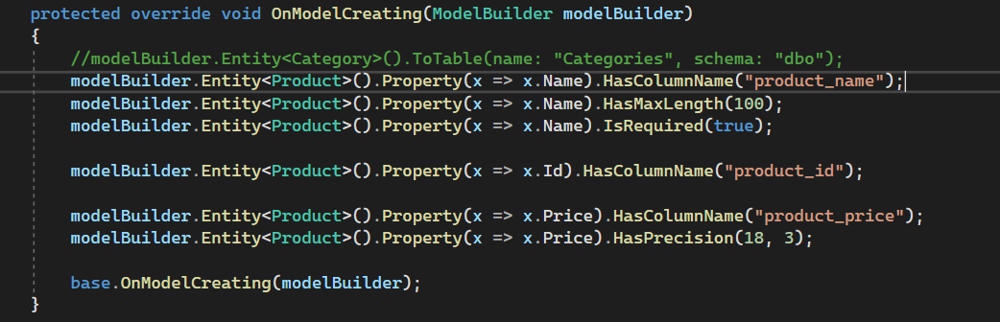 protected override void OnModelCreating(ModelBuilder modelBuilder)
{
//modelBuilder.Entity<Category>().ToTable(name: "Categories", schema: "dbo");
modelBuilder.Entity<Product>().Property(x => x.Name).HasColumnName("product_name");
modelBuilder.Entity<Product>().Property(x => x.Name).HasMaxLength(100);
modelBuilder.Entity<Product>().Property(x => x.Name).IsRequired(true);
modelBuilder.Entity<Product>().Property(x => x.Id).HasColumnName("product_id");
modelBuilder.Entity<Product>().Property(x => x.Price).HasColumnName("product_price");
modelBuilder.Entity<Product>().Property(x => x.Price).HasPrecision(18, 3);
base.OnModelCreating(modelBuilder);
}